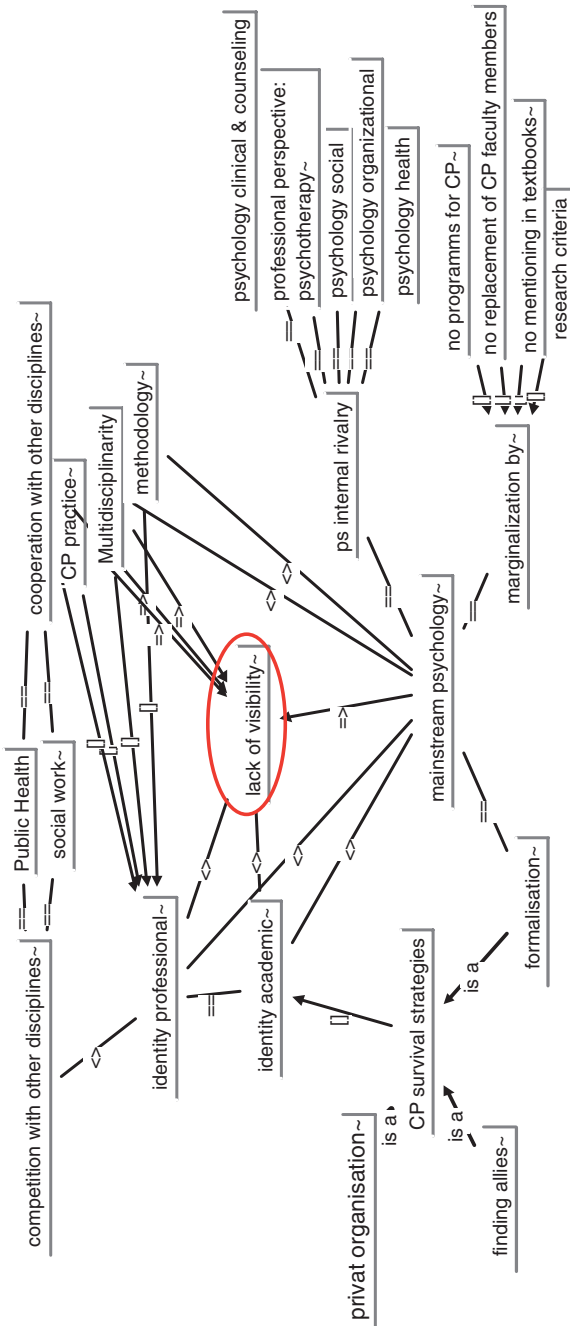 competition with other disciplines~
==
Public Health
==
cooperation with other disciplines~
==
social work~
==
CP practice~
Multidisciplinarity
methodology~
<>
[]
[]
[]
[]
=>
=>
=>
identity professional~
<>
<>
==
lack of visibility~
<>
<>
<>
<>
identity academic~
[]
=>
psychology clinical & counseling
professional perspective:
psychotherapy~
psychology social
psychology organizational
psychology health
==
==
==
==
==
ps internal rivalry
==
privat organisation~
is a
CP survival strategies
is a
is a
mainstream psychology~
==
==
finding allies~
formalisation~
marginalization by~
no programms for CP~
no replacement of CP faculty members
no mentioning in textbooks~
research criteria
[]
[]
[]
[]